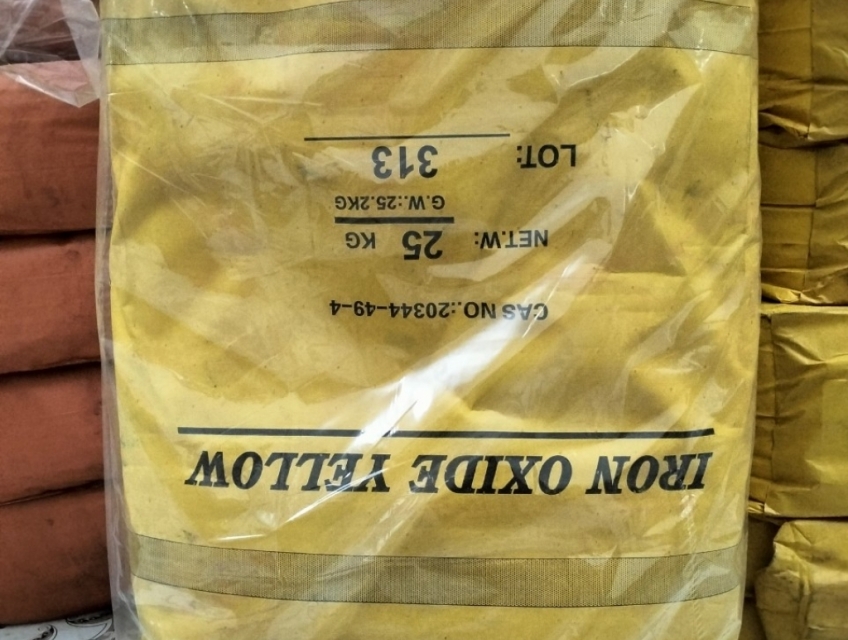 IRON OXIDE YELLOW
CAS NO.:20344-49-4
NET.W: 25 KG
G.W.:25.2KG
LOT: 313